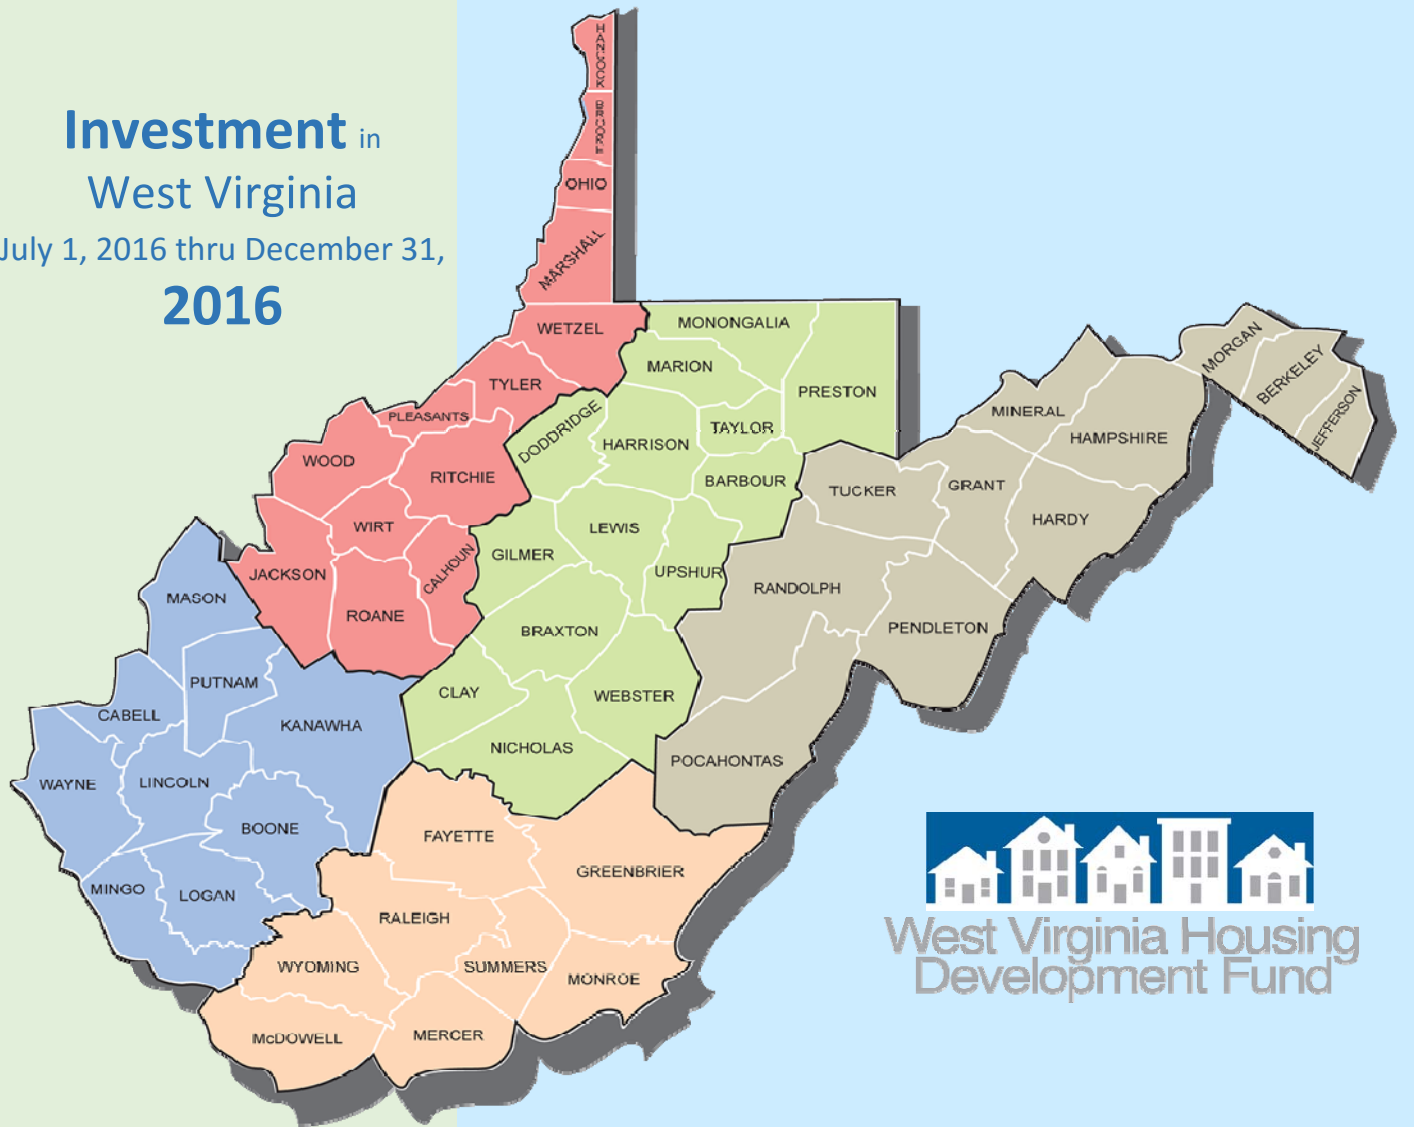 Investment in
West Virginia
July 1, 2016 thru December 31,
2016
HANCOCK
BROOKE
OHIO
MARSHALL
WETZEL
MONONGALIA
MARION
TYLER
PRESTON
PLEASANTS
DODDRIDGE
HARRISON
TAYLOR
WOOD
RITCHIE
BARBOUR
WIRT
LEWIS
GILMER
CALHOUN
UPSHUR
JACKSON
ROANE
MORGAN
BERKELEY
JEFFERSON
MINERAL
HAMPSHIRE
TUCKER
GRANT
HARDY
RANDOLPH
PENDLETON
MASON
BRAXTON
PUTNAM
CLAY
WEBSTER
CABELL
KANAWHA
NICHOLAS
POCAHONTAS
WAYNE
LINCOLN
BOONE
FAYETTE
GREENBRIER
MINGO
LOGAN
RALEIGH
WYOMING
SUMMERS
MONROE
McDOWELL
MERCER
West Virginia Housing
Development Fund